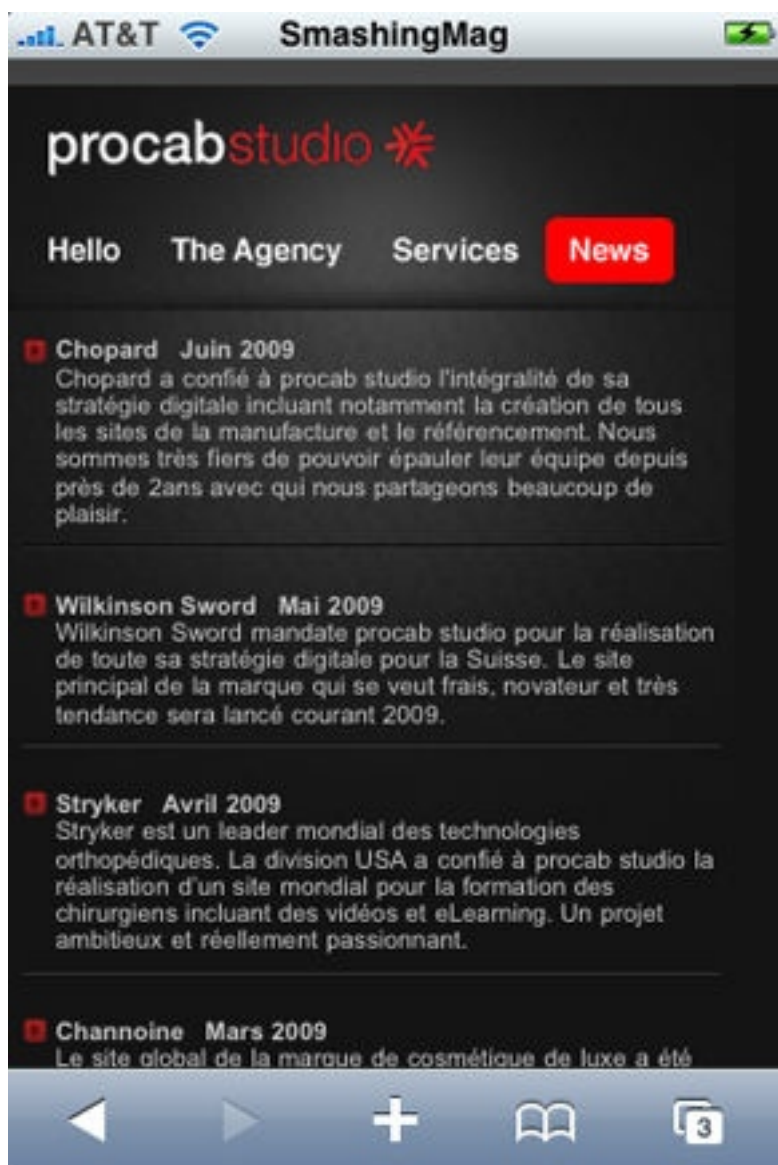 AT&T SmashingMag
procabstudio
Hello The Agency Services News
Chopard Juin 2009
Chopard a confié à procab studio l'intégralité de sa
stratégie digitale incluant notamment la création de tous
les sites de la manufacture et le référencement. Nous
sommes très fiers de pouvoir épauler leur équipe depuis
près de 2ans avec qui nous partageons beaucoup de
plaisir.
Wilkinson Sword Mai 2009
Wilkinson Sword mandate procab studio pour la réalisation
de toute sa stratégie digitale pour la Suisse. Le site
principal de la marque qui se veut frais, novateur et très
tendance sera lancé courant 2009.
Stryker Avril 2009
Stryker est un leader mondial des technologies
orthopédiques. La division USA a confié à procab studio la
réalisation d'un site mondial pour la formation des
chirurgiens incluant des vidéos et eLearning. Un projet
ambitieux et réellement passionnant.
Channoine Mars 2009
Le site global de la marque de cosmétique de luxe a été
3